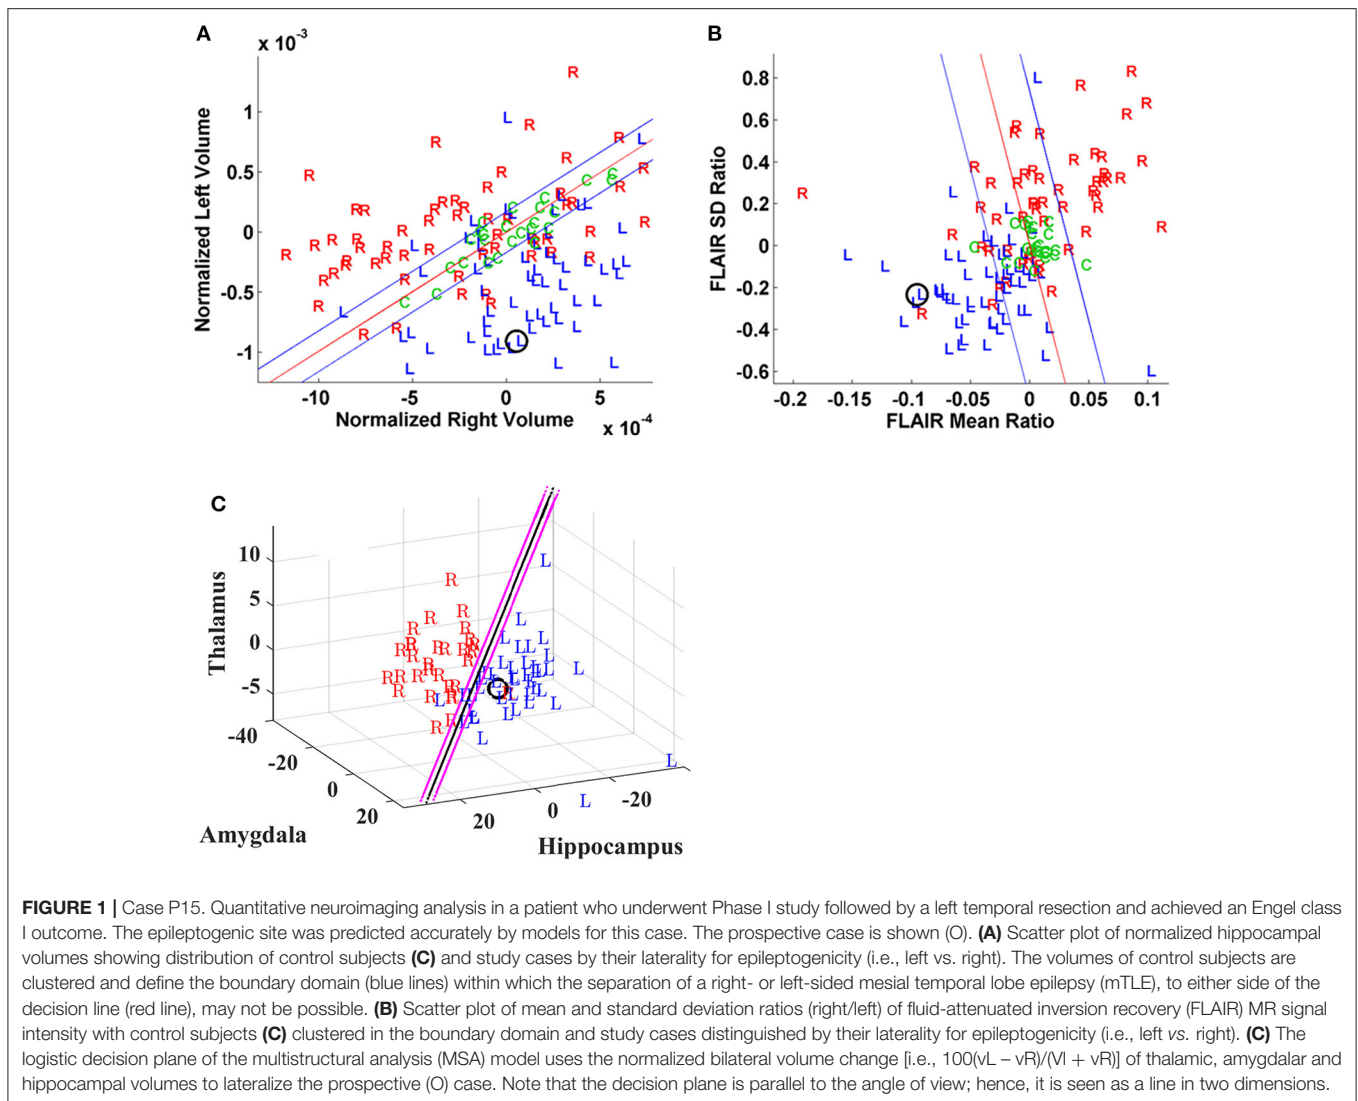 A
x 10⁻³
Normalized Left Volume
1
0.5
0
-0.5
-1
-10
-5
0
5
Normalized Right Volume
x 10⁻⁴
B
FLAIR SD Ratio
0.8
0.6
0.4
0.2
0
-0.2
-0.4
-0.6
-0.2
-0.15
-0.1
-0.05
0
0.05
0.1
FLAIR Mean Ratio
C
Thalamus
10
5
0
-5
-40
-20
0
20
Amygdala
20
0
-20
Hippocampus
FIGURE 1 | Case P15. Quantitative neuroimaging analysis in a patient who underwent Phase I study followed by a left temporal resection and achieved an Engel class
I outcome. The epileptogenic site was predicted accurately by models for this case. The prospective case is shown (O). (A) Scatter plot of normalized hippocampal
volumes showing distribution of control subjects (C) and study cases by their laterality for epileptogenicity (i.e., left vs. right). The volumes of control subjects are
clustered and define the boundary domain (blue lines) within which the separation of a right- or left-sided mesial temporal lobe epilepsy (mTLE), to either side of the
decision line (red line), may not be possible. (B) Scatter plot of mean and standard deviation ratios (right/left) of fluid-attenuated inversion recovery (FLAIR) MR signal
intensity with control subjects (C) clustered in the boundary domain and study cases distinguished by their laterality for epileptogenicity (i.e., left vs. right). (C) The
logistic decision plane of the multistructural analysis (MSA) model uses the normalized bilateral volume change [i.e., 100(vL – vR)/(Vl + vR)] of thalamic, amygdalar and
hippocampal volumes to lateralize the prospective (O) case. Note that the decision plane is parallel to the angle of view; hence, it is seen as a line in two dimensions.